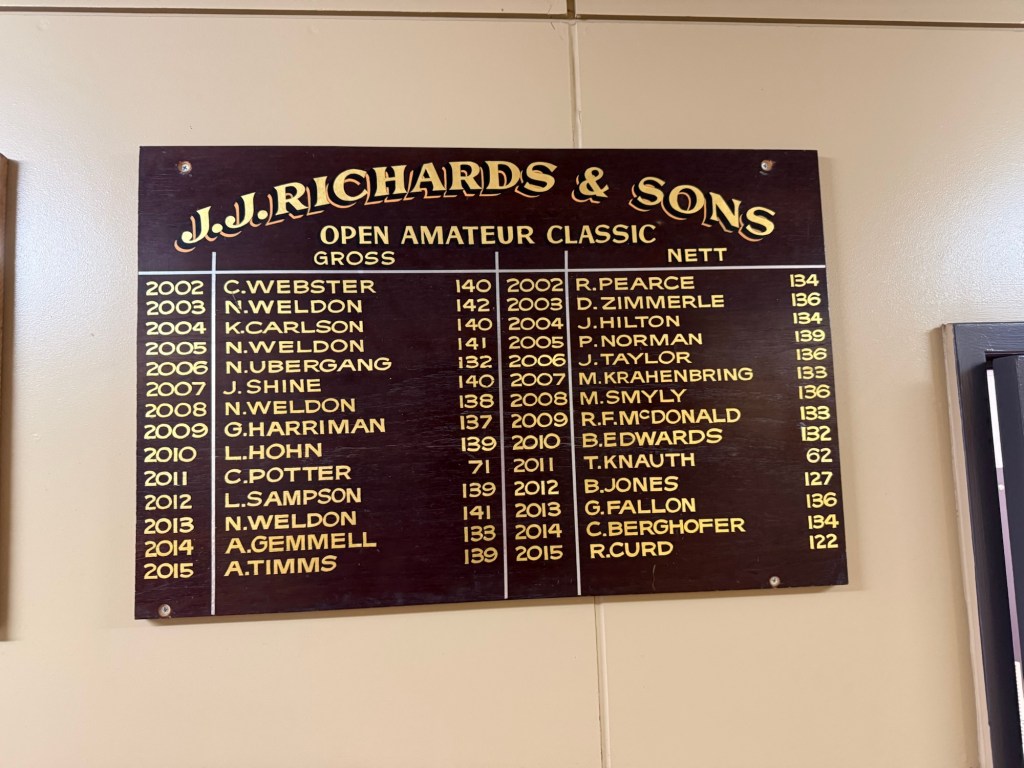 J.J.RICHARDS & SONS
OPEN AMATEUR CLASSIC
GROSS NETT
2002 C.WEBSTER 140 2002 R.PEARCE 134
2003 N.WELDON 142 2003 D.ZIMMERLE 136
2004 K.CARLSON 140 2004 J.HILTON 134
2005 N.WELDON 141 2005 P.NORMAN 139
2006 N.UBERGANG 132 2006 J.TAYLOR 136
2007 J.SHINE 140 2007 M.KRAHENBRING 133
2008 N.WELDON 138 2008 M.SMYLY 136
2009 G.HARRIMAN 137 2009 R.F.McDONALD 133
2010 L.HOHN 139 2010 B.EDWARDS 132
2011 C.POTTER 71 2011 T.KNAUTH 62
2012 L.SAMPSON 139 2012 B.JONES 127
2013 N.WELDON 141 2013 G.FALLON 136
2014 A.GEMMELL 133 2014 C.BERGHOFER 134
2015 A.TIMMS 139 2015 R.CURD 122